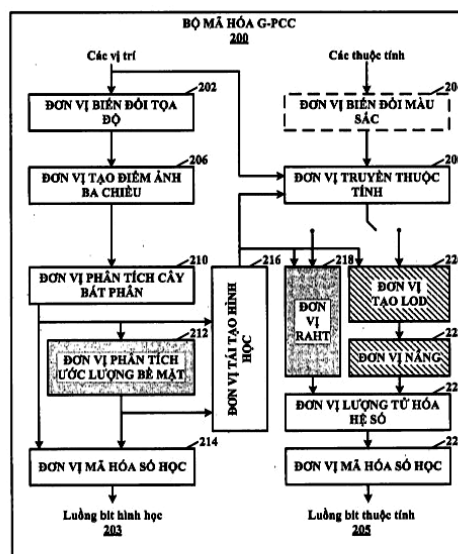 BỘ MÃ HÓA G-PCC
200
Các vị trí
Các thuộc tính
202
ĐƠN VỊ BIẾN ĐỔI TỌA
ĐỘ
ĐƠN VỊ BIẾN ĐỔI MÀU
SẮC
206
ĐƠN VỊ TẠO ĐIỂM ẢNH
BA CHIỀU
ĐƠN VỊ TRUYỀN THUỘC
TÍNH
210
ĐƠN VỊ PHÂN TÍCH CÂY
BÁT PHÂN
212
ĐƠN VỊ PHÂN TÍCH
ƯỚC LƯỢNG BỀ MẶT
216
ĐƠN VỊ TÁI TẠO HÌNH
HỌC
218
ĐƠN
VỊ
RAHT
ĐƠN VỊ
TẠO LOD
ĐƠN VỊ NÂNG
ĐƠN VỊ LƯỢNG TỬ HÓA
HỆ SỐ
214
ĐƠN VỊ MÃ HÓA SỐ HỌC
ĐƠN VỊ MÃ HÓA SỐ HỌC
Luồng bit hình học
203
Luồng bit thuộc tính
205